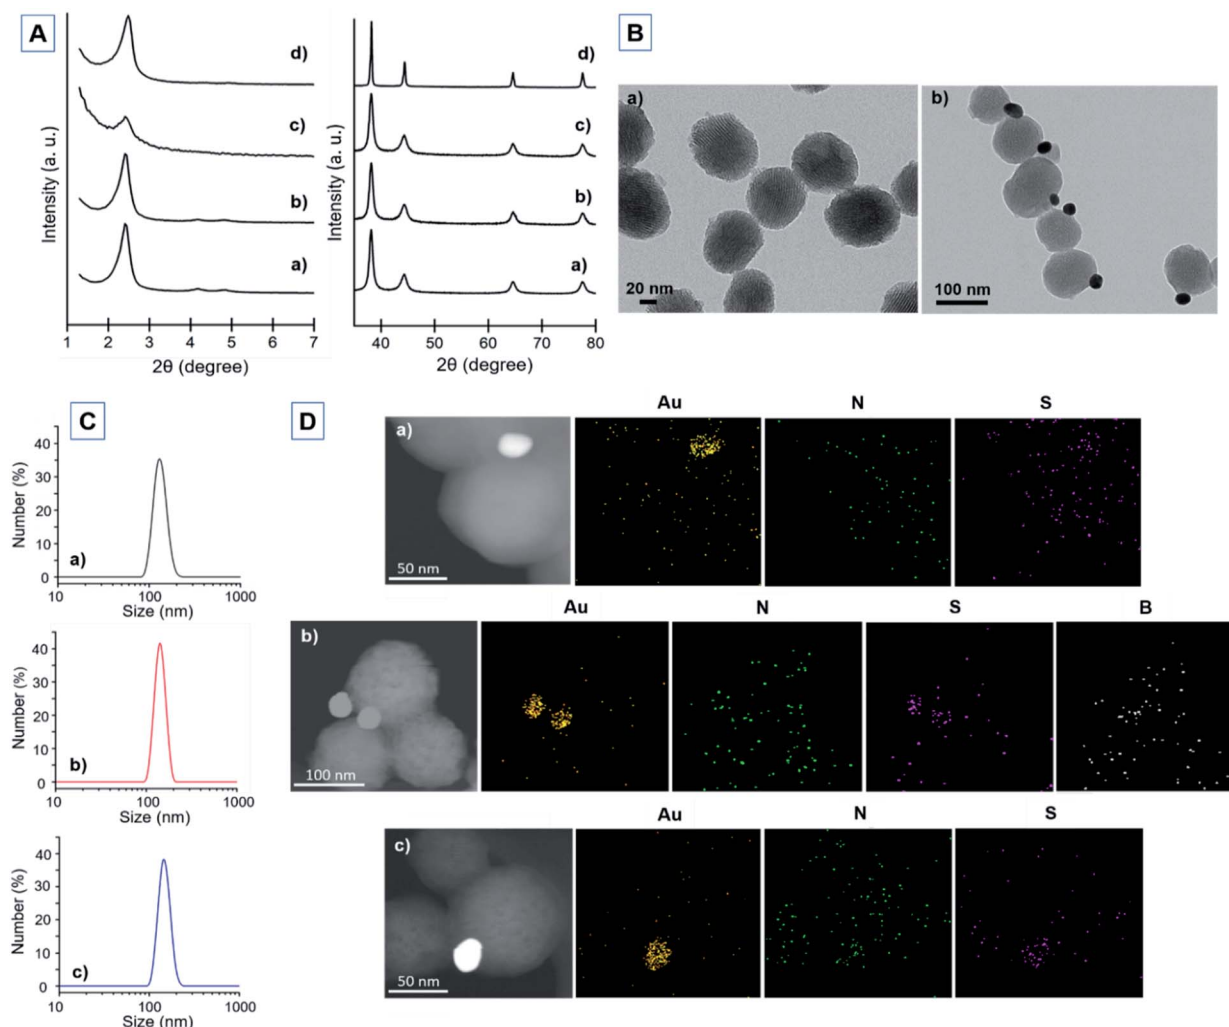 A
d)
c)
b)
a)
Intensity (a. u.)
1 2 3 4 5 6 7
2θ (degree)
d)
c)
b)
a)
Intensity (a. u.)
40 50 60 70 80
2θ (degree)
B
a)
20 nm
b)
100 nm
C
40
30
20
10
0
Number (%)
a)
10 100 1000
Size (nm)
40
30
20
10
0
Number (%)
b)
10 100 1000
Size (nm)
40
30
20
10
0
Number (%)
c)
10 100 1000
Size (nm)
D
Au N S
a)
50 nm
Au N S B
b)
100 nm
Au N S
c)
50 nm